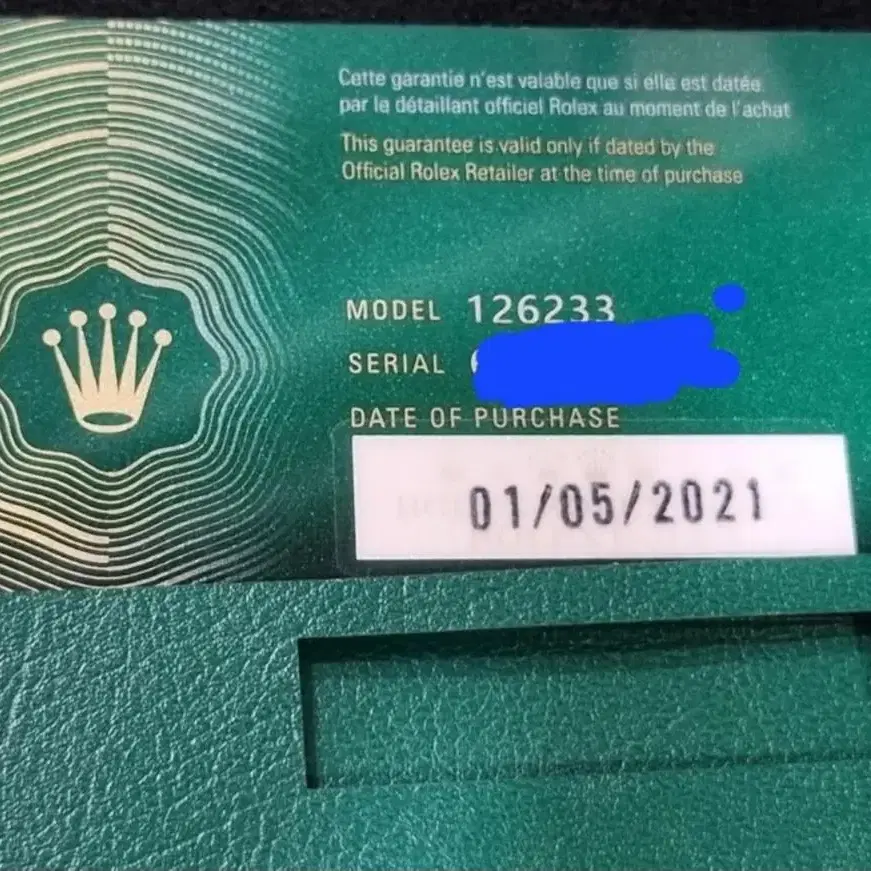 Cette garantie n'est valable que si elle est datée
par le détaillant officiel Rolex au moment de l'achat
This guarantee is valid only if dated by the
Official Rolex Retailer at the time of purchase
MODEL 126233
SERIAL
DATE OF PURCHASE
01/05/2021